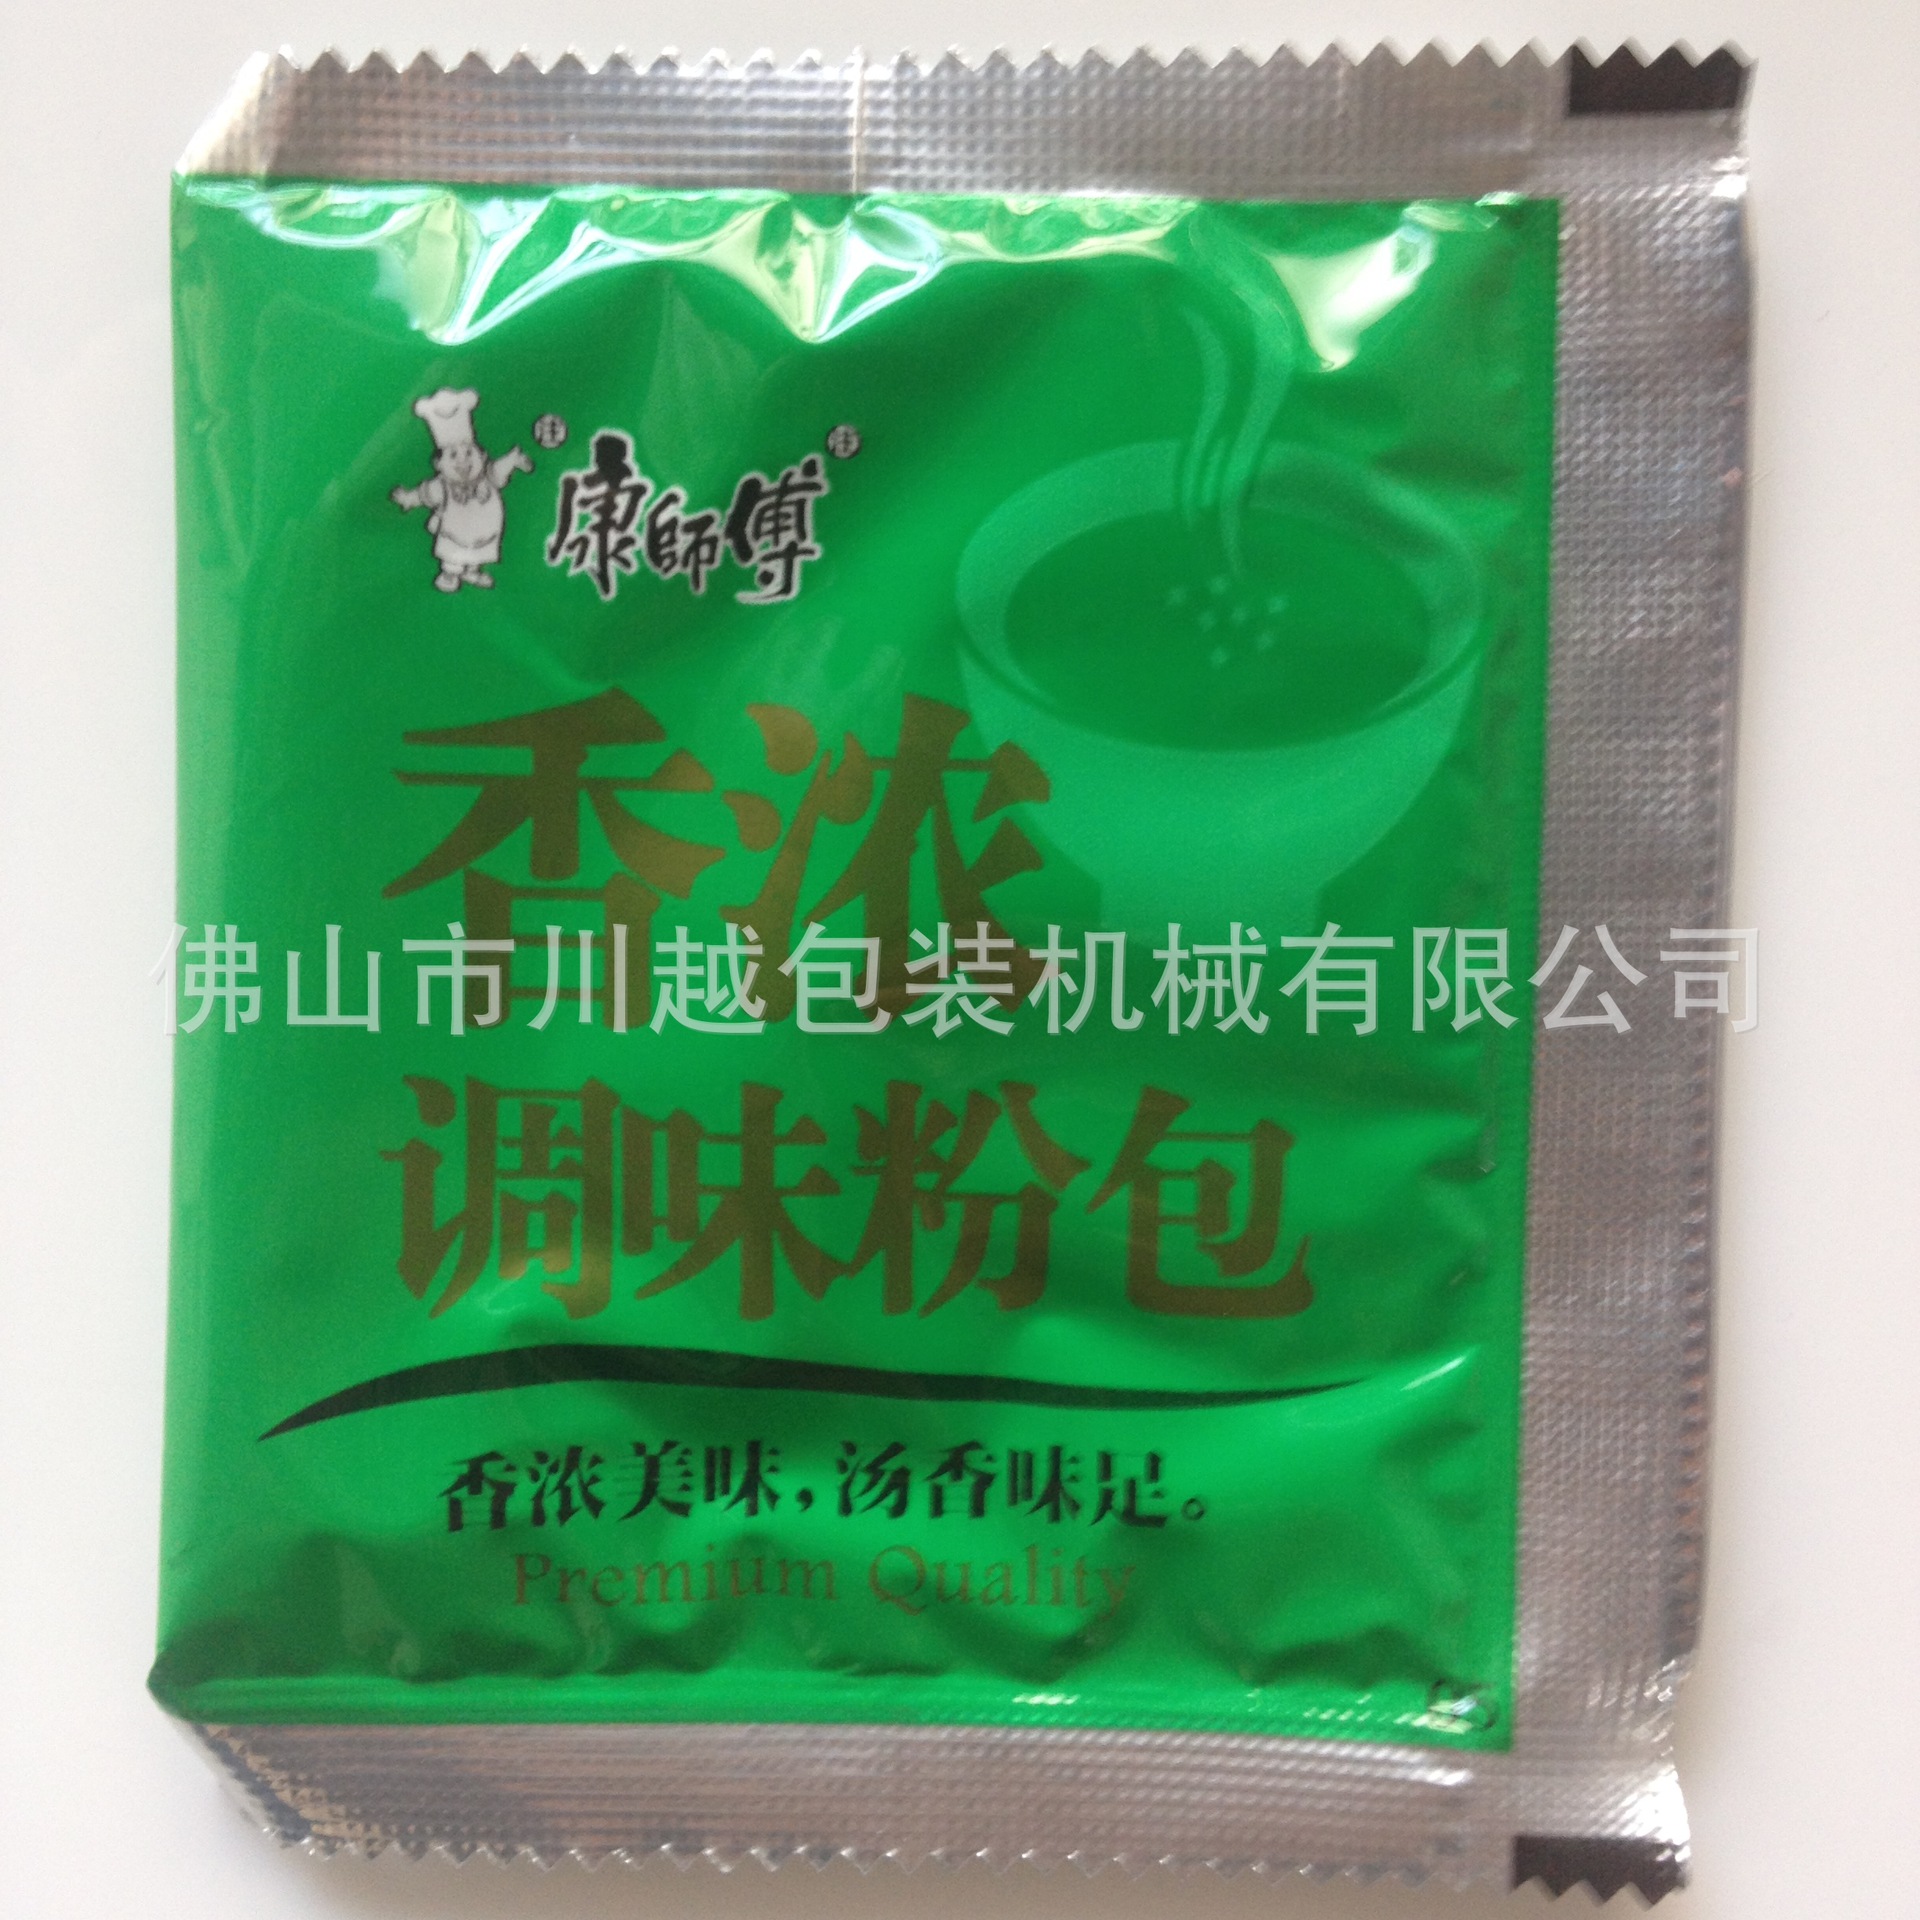 康師傅
香浓
佛山市川越包装机械有限公司
调味粉包
香浓美味，汤香味足。
Premium Quality